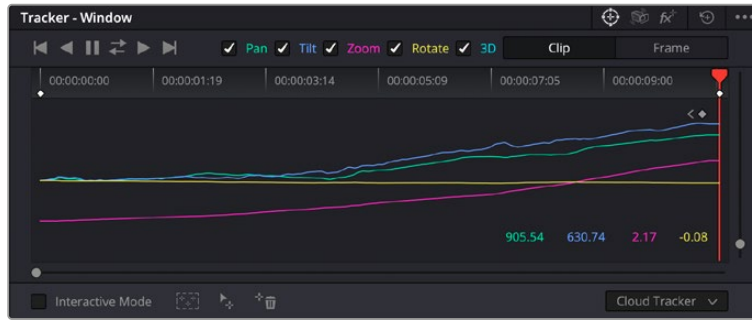 Tracker - Window
Pan Tilt Zoom Rotate 3D Clip Frame
00:00:00:00 00:00:01:19 00:00:03:14 00:00:05:09 00:00:07:05 00:00:09:00
905.54 630.74 2.17 -0.08
Interactive Mode Cloud Tracker